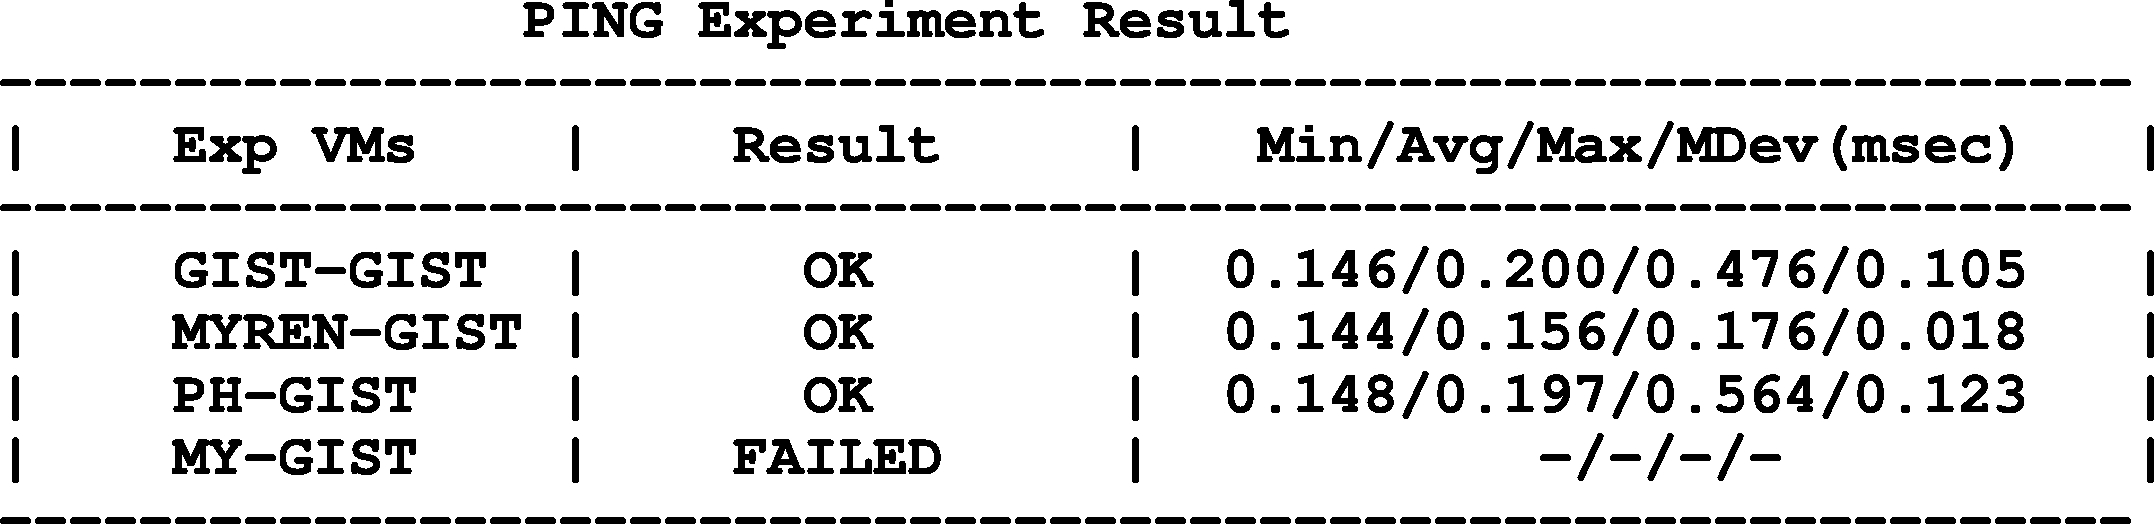 PING Experiment Result
-------------------------------------------------------------
| Exp VMs | Result | Min/Avg/Max/MDev(msec) |
-------------------------------------------------------------
| GIST-GIST | OK | 0.146/0.200/0.476/0.105 |
| MYREN-GIST | OK | 0.144/0.156/0.176/0.018 |
| PH-GIST | OK | 0.148/0.197/0.564/0.123 |
| MY-GIST | FAILED | -/-/-/- |
-------------------------------------------------------------